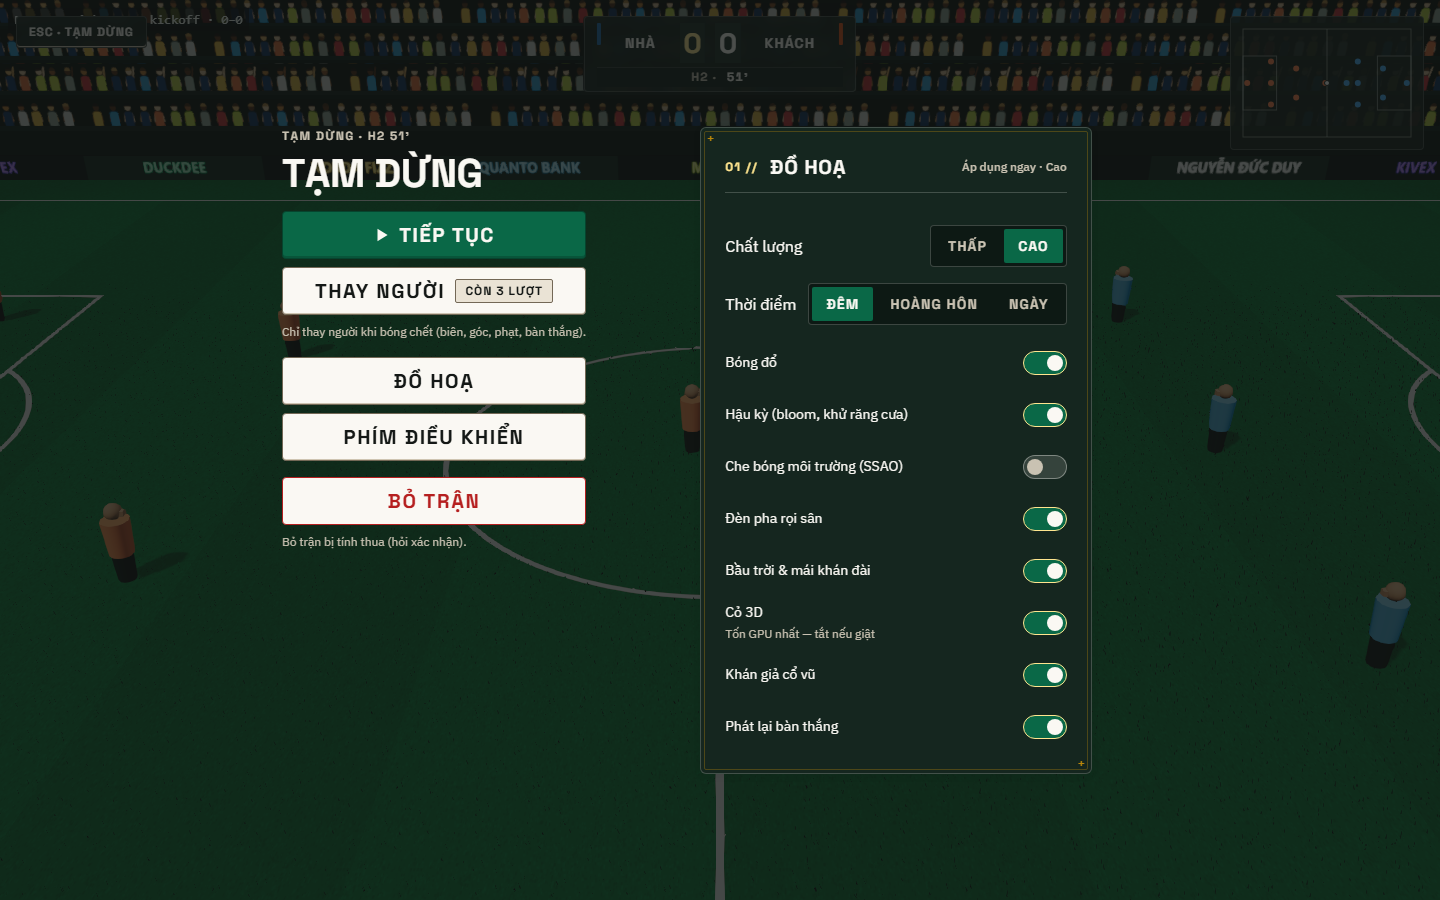 kickoff · 0–0
ESC · TẠM DỪNG
NHÀ 0 0 KHÁCH
H2 · 51'
EX DUCKDEE QUANTO BANK NGUYỄN ĐỨC DUY KIVEX
TẠM DỪNG · H2 51'
TẠM DỪNG
TIẾP TỤC
THAY NGƯỜI CÒN 3 LƯỢT
Chỉ thay người khi bóng chết (biên, góc, phạt, bàn thắng).
ĐỒ HOẠ
PHÍM ĐIỀU KHIỂN
BỎ TRẬN
Bỏ trận bị tính thua (hỏi xác nhận).
01 // ĐỒ HOẠ Áp dụng ngay · Cao
Chất lượng THẤP CAO
Thời điểm ĐÊM HOÀNG HÔN NGÀY
Bóng đổ
Hậu kỳ (bloom, khử răng cưa)
Che bóng môi trường (SSAO)
Đèn pha rọi sân
Bầu trời & mái khán đài
Cỏ 3D
Tốn GPU nhất — tắt nếu giật
Khán giả cổ vũ
Phát lại bàn thắng